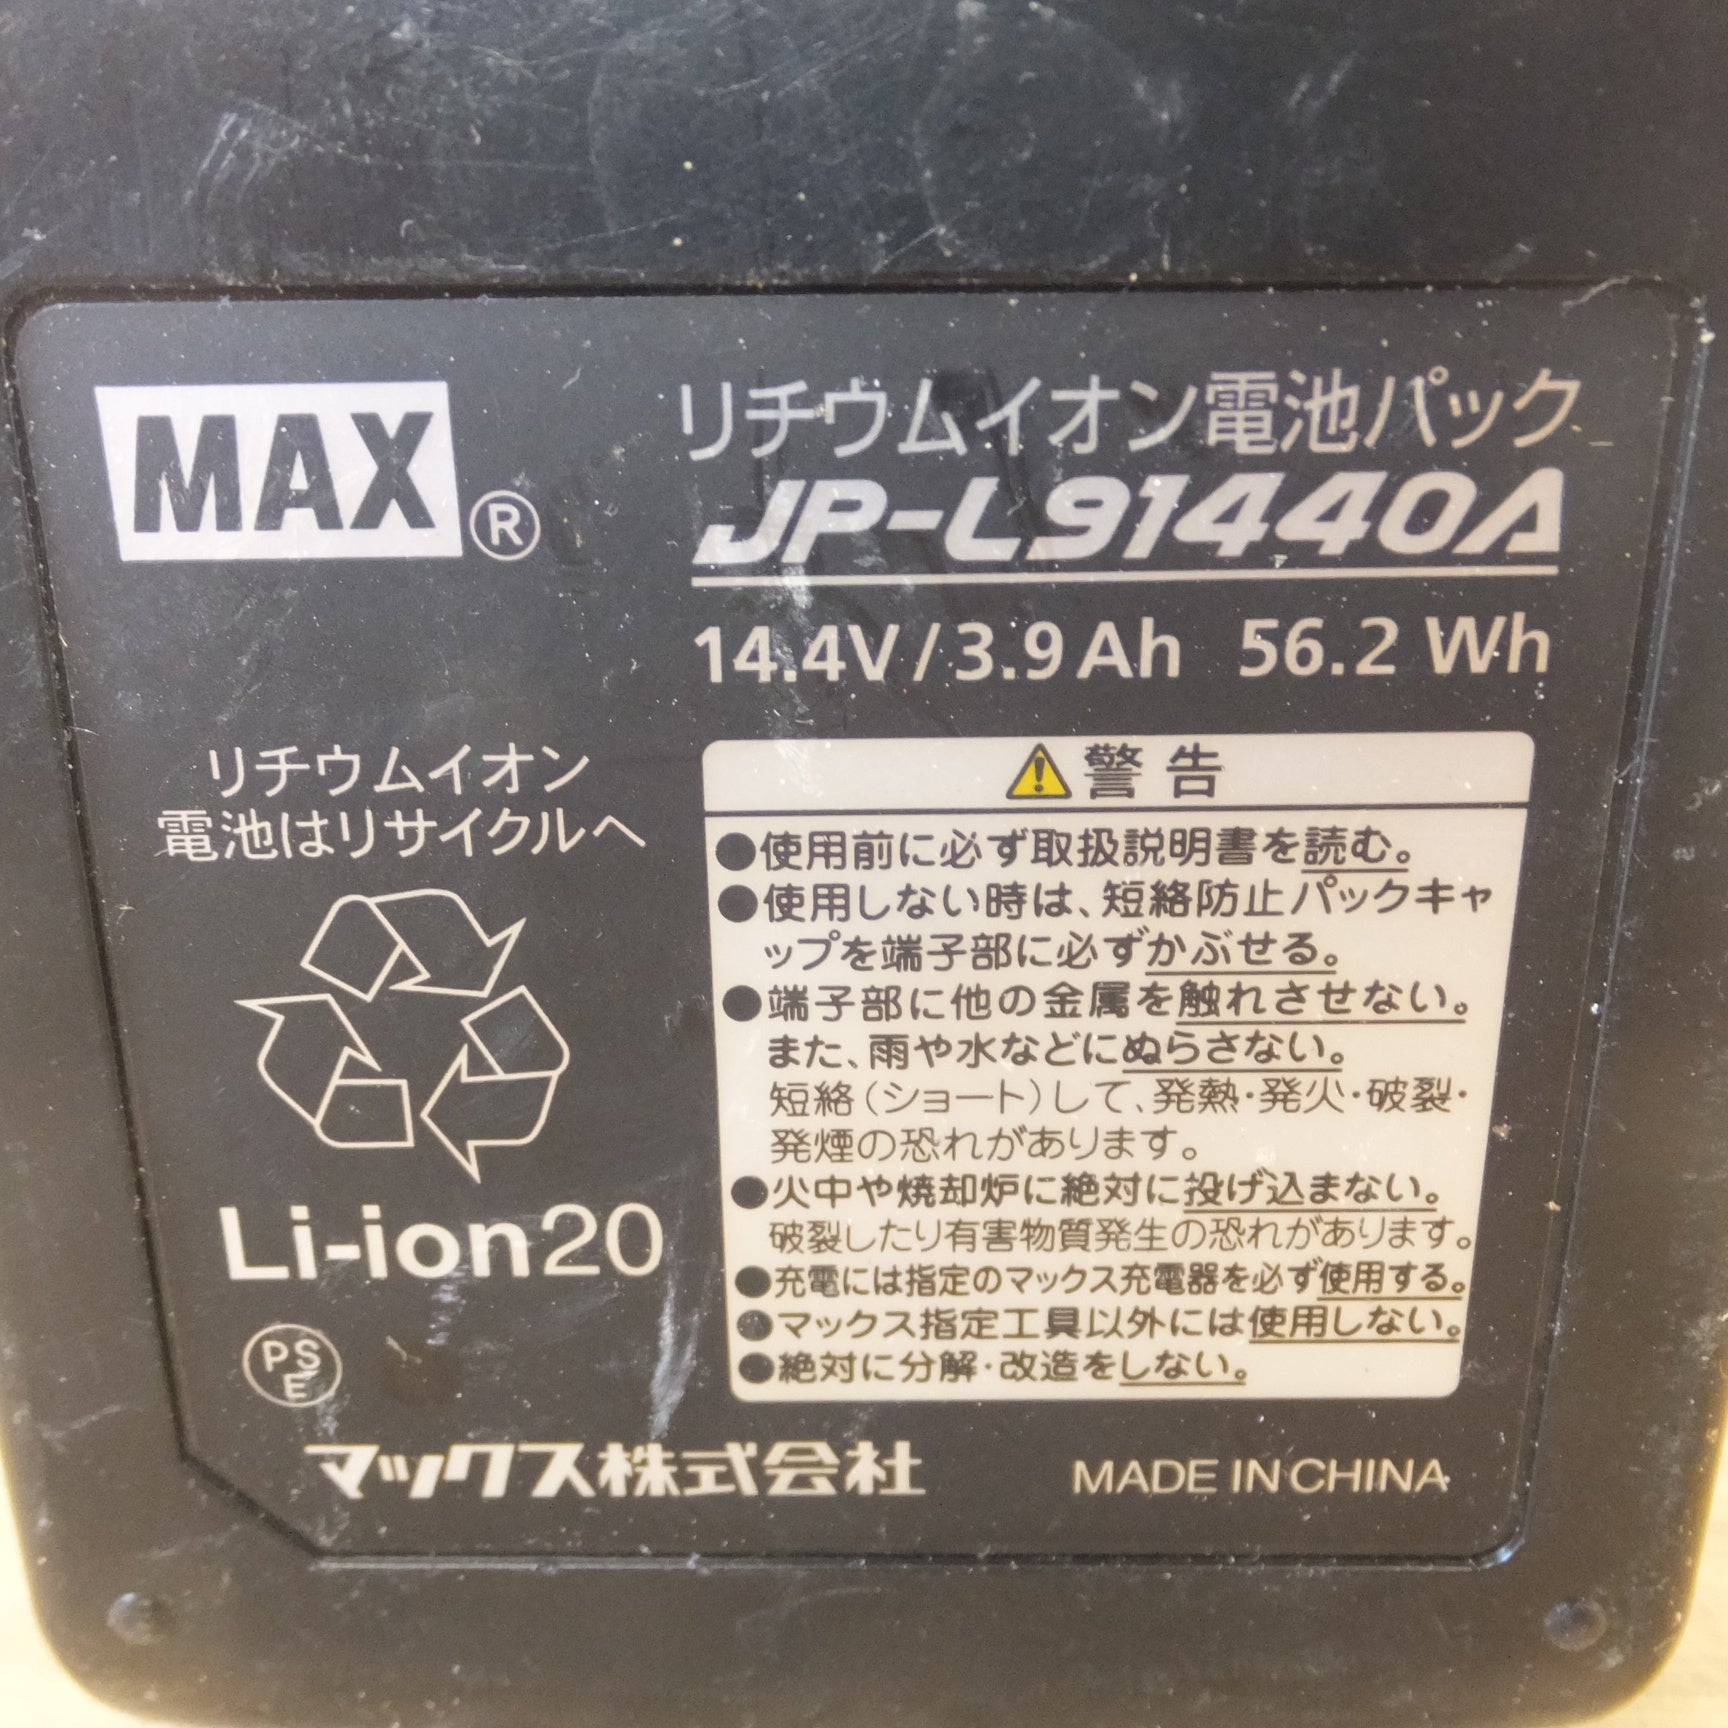 MAX®
リチウムイオン電池パック
JP-L91440A
14.4V / 3.9 Ah 56.2 Wh
リチウムイオン
電池はリサイクルへ
Li-ion20
PS
E
警告
●使用前に必ず取扱説明書を読む。
●使用しない時は、短絡防止パックキャ
ップを端子部に必ずかぶせる。
●端子部に他の金属を触れさせない。
また、雨や水などにぬらさない。
短絡(ショート)して、発熱・発火・破裂・
発煙の恐れがあります。
●火中や焼却炉に絶対に投げ込まない。
破裂したり有害物質発生の恐れがあります。
●充電には指定のマックス充電器を必ず使用する。
●マックス指定工具以外には使用しない。
●絶対に分解・改造をしない。
マックス株式会社
MADE IN CHINA